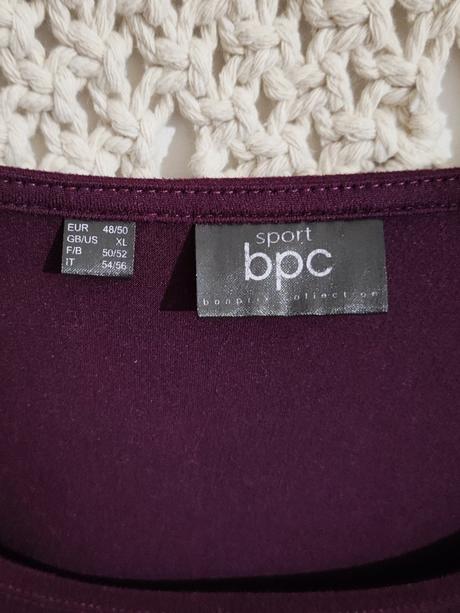 EUR 48/50
GB/US XL
F/B 50/52
IT 54/56
sport
bpc
bonprix collection